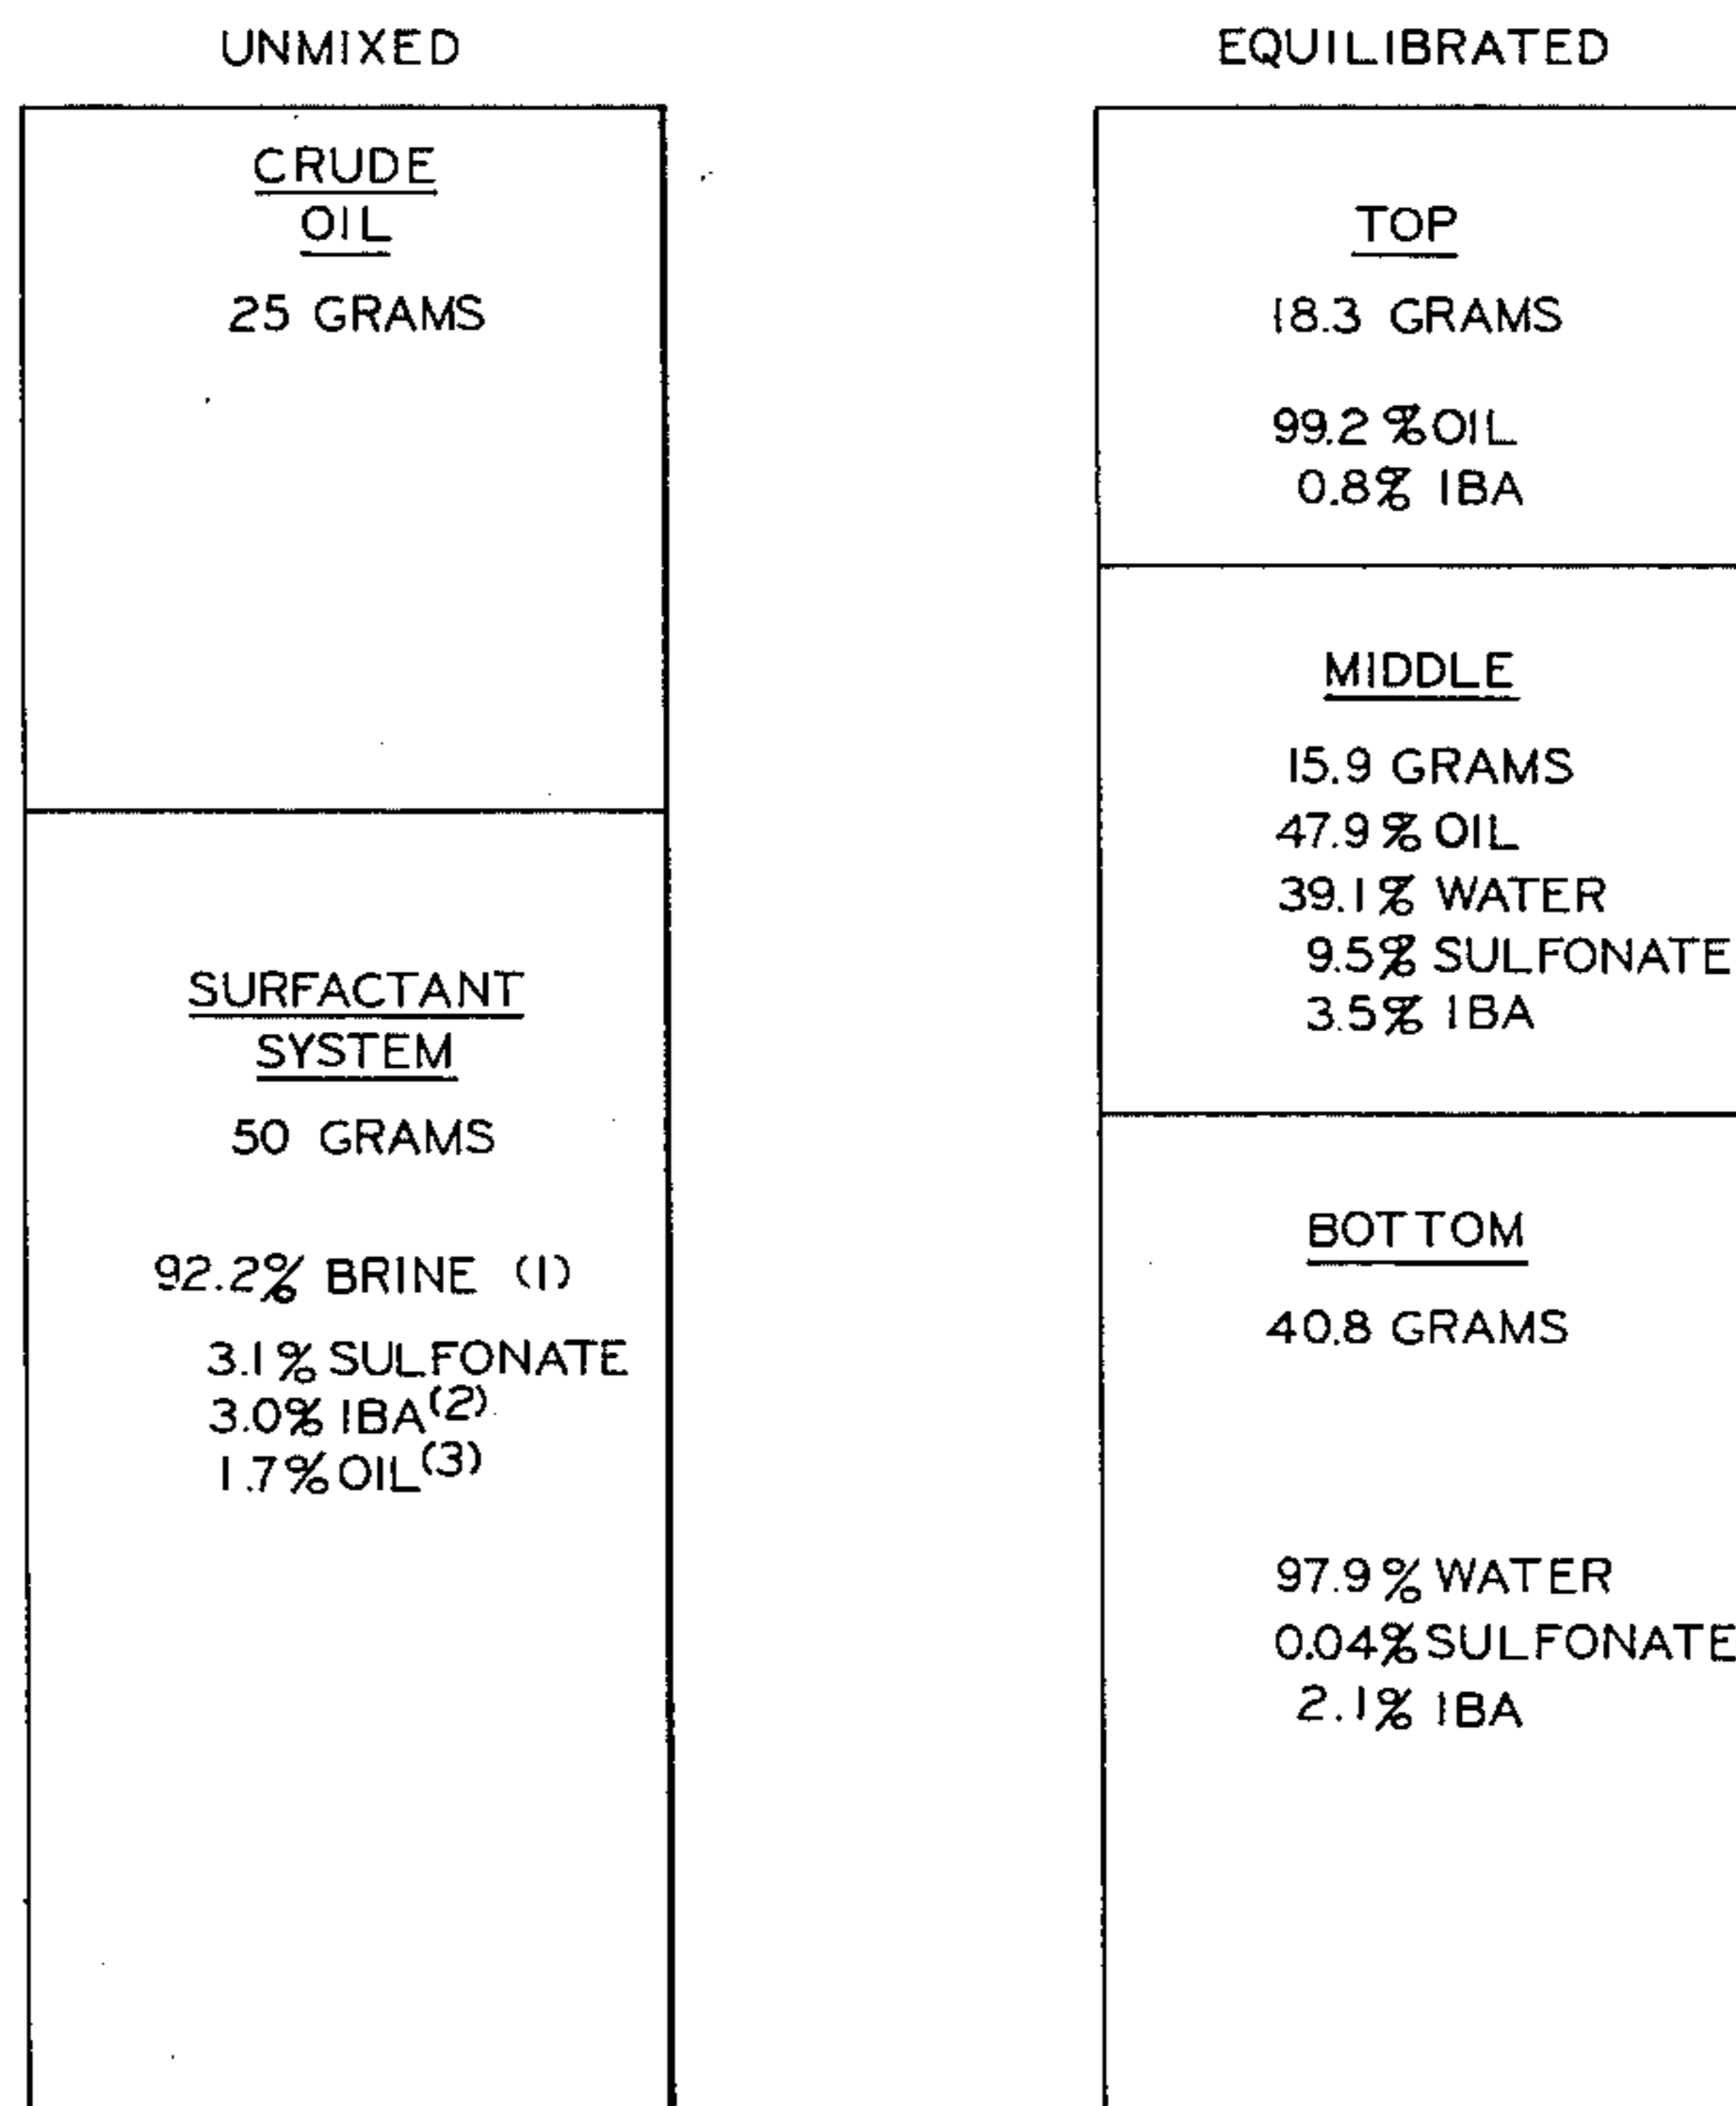 UNMIXED
CRUDE
OIL
25 GRAMS
SURFACTANT
SYSTEM
50 GRAMS
92.2% BRINE (1)
3.1% SULFONATE
3.0% IBA(2)
1.7% OIL(3)
EQUILIBRATED
TOP
18.3 GRAMS
99.2% OIL
0.8% IBA
MIDDLE
15.9 GRAMS
47.9% OIL
39.1% WATER
9.5% SULFONATE
3.5% IBA
BOTTOM
40.8 GRAMS
97.9% WATER
0.04% SULFONATE
2.1% IBA